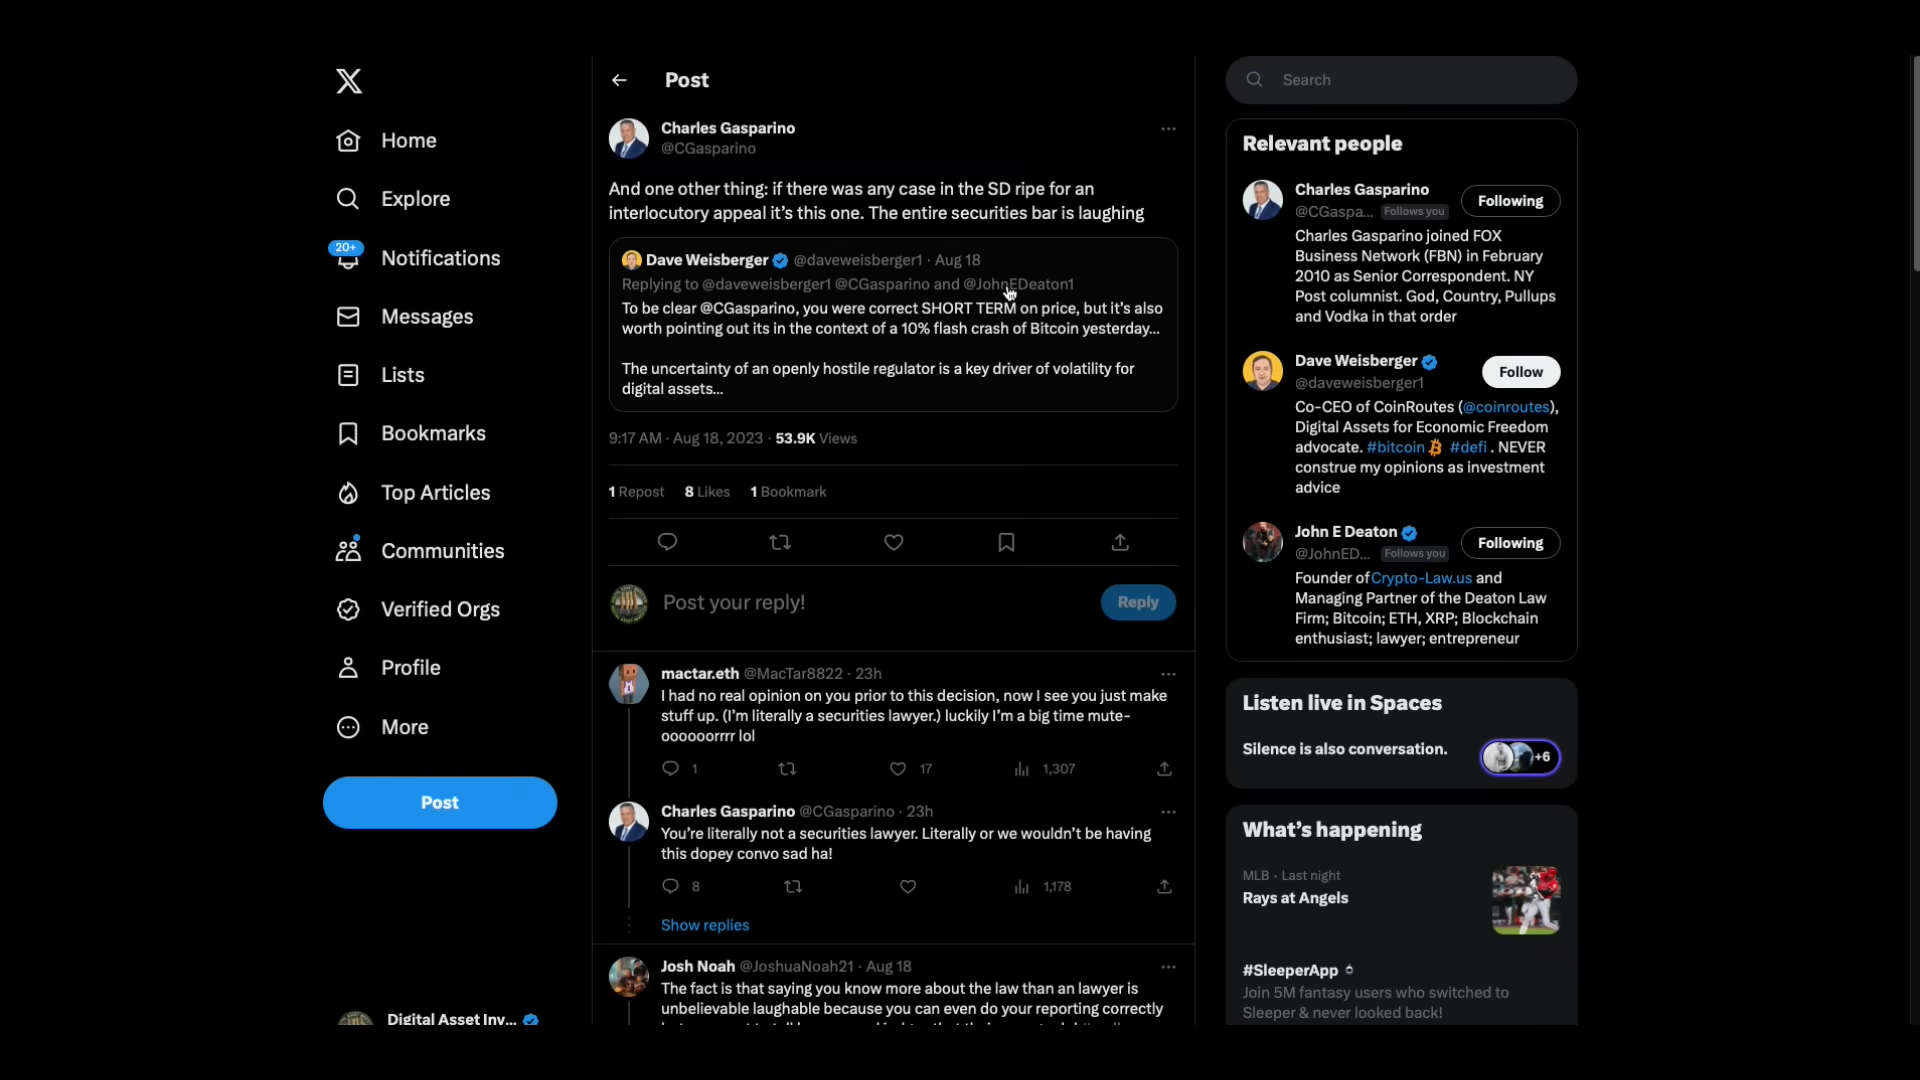 Home
Explore
20+
Notifications
Messages
Lists
Bookmarks
Top Articles
Communities
Verified Orgs
Profile
More
Post
Digital Asset Inv...
Post
Charles Gasparino
@CGasparino
And one other thing: if there was any case in the SD ripe for an
interlocutory appeal it's this one. The entire securities bar is laughing
Dave Weisberger @daveweisberger1 · Aug 18
Replying to @daveweisberger1 @CGasparino and @JohnEDeaton1
To be clear @CGasparino, you were correct SHORT TERM on price, but it's also
worth pointing out its in the context of a 10% flash crash of Bitcoin yesterday...
The uncertainty of an openly hostile regulator is a key driver of volatility for
digital assets...
9:17 AM · Aug 18, 2023 · 53.9K Views
1 Repost 8 Likes 1 Bookmark
Post your reply!
Reply
mactar.eth @MacTar8822 · 23h
I had no real opinion on you prior to this decision, now I see you just make
stuff up. (I'm literally a securities lawyer.) luckily I'm a big time mute-
oooooorrrr lol
1 17 1,307
Charles Gasparino @CGasparino · 23h
You're literally not a securities lawyer. Literally or we wouldn't be having
this dopey convo sad ha!
8 1,178
Show replies
Josh Noah @JoshuaNoah21 · Aug 18
The fact is that saying you know more about the law than an lawyer is
unbelievable laughable because you can even do your reporting correctly
Search
Relevant people
Charles Gasparino
@CGaspa... Follows you
Following
Charles Gasparino joined FOX
Business Network (FBN) in February
2010 as Senior Correspondent. NY
Post columnist. God, Country, Pullups
and Vodka in that order
Dave Weisberger
@daveweisberger1
Follow
Co-CEO of CoinRoutes (@coinroutes),
Digital Assets for Economic Freedom
advocate. #bitcoin #defi . NEVER
construe my opinions as investment
advice
John E Deaton
@JohnED... Follows you
Following
Founder of Crypto-Law.us and
Managing Partner of the Deaton Law
Firm; Bitcoin; ETH, XRP; Blockchain
enthusiast; lawyer; entrepreneur
Listen live in Spaces
Silence is also conversation.
+6
What's happening
MLB · Last night
Rays at Angels
#SleeperApp
Join 5M fantasy users who switched to
Sleeper & never looked back!